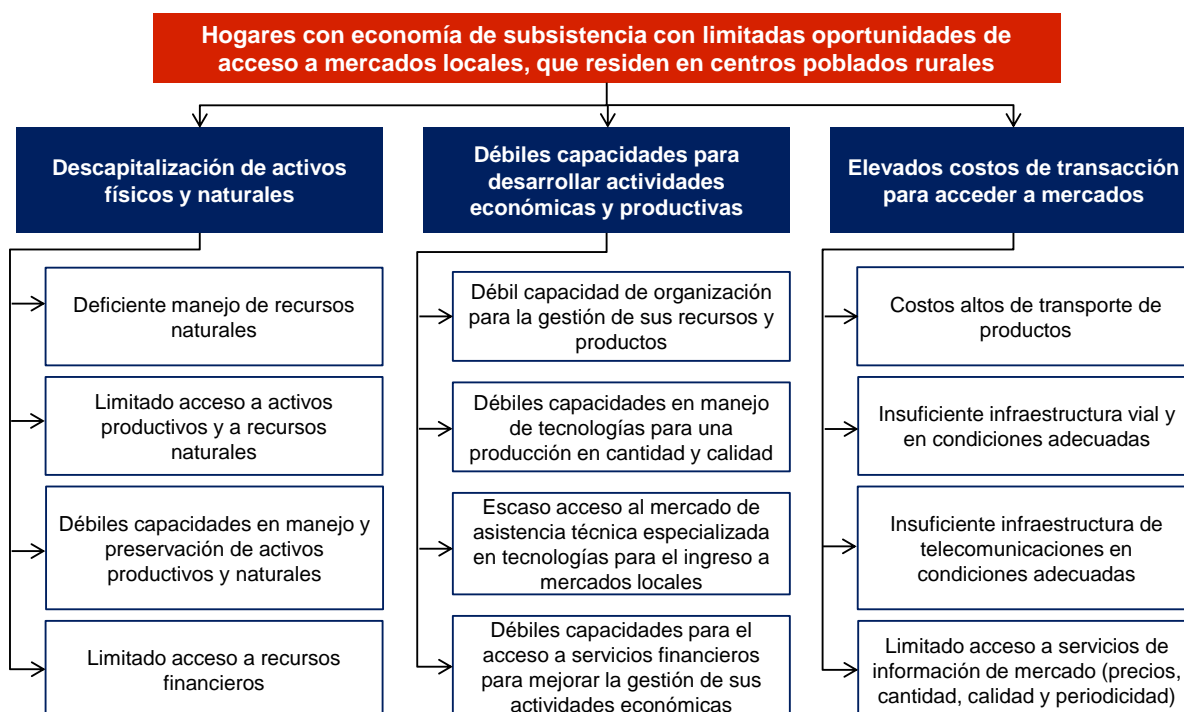 Hogares con economía de subsistencia con limitadas oportunidades de
acceso a mercados locales, que residen en centros poblados rurales
Descapitalización de activos
físicos y naturales
Deficiente manejo de recursos
naturales
Limitado acceso a activos
productivos y a recursos
naturales
Débiles capacidades en manejo y
preservación de activos
productivos y naturales
Limitado acceso a recursos
financieros
Débiles capacidades para
desarrollar actividades
económicas y productivas
Débil capacidad de organización
para la gestión de sus recursos y
productos
Débiles capacidades en manejo
de tecnologías para una
producción en cantidad y calidad
Escaso acceso al mercado de
asistencia técnica especializada
en tecnologías para el ingreso a
mercados locales
Débiles capacidades para el
acceso a servicios financieros
para mejorar la gestión de sus
actividades económicas
Elevados costos de transacción
para acceder a mercados
Costos altos de transporte de
productos
Insuficiente infraestructura vial y
en condiciones adecuadas
Insuficiente infraestructura de
telecomunicaciones en
condiciones adecuadas
Limitado acceso a servicios de
información de mercado (precios,
cantidad, calidad y periodicidad)